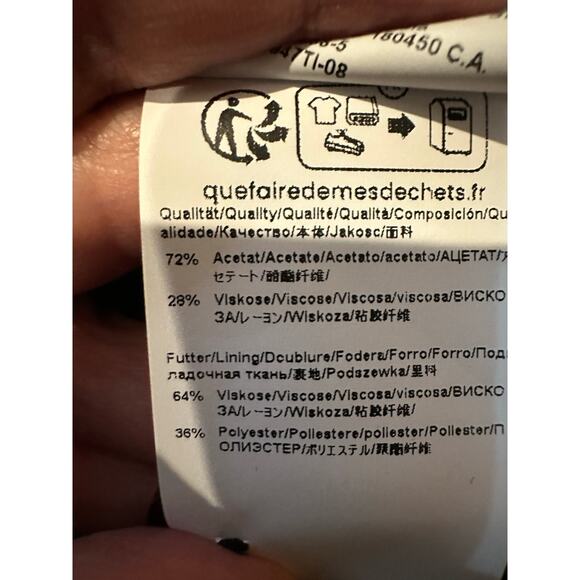 180450 C.A.
47TI-08
quefairedemesdechets.fr
Qualität/Quality/Qualité/Qualità/Composición/Qu
alidade/Качество/本体/Jakosc/面料
72% Acetat/Acetate/Acetato/acetato/АЦЕТАТ/ア
セテート/醋酯纤维/
28% Viskose/Viscose/Viscosa/viscosa/ВИСКО
ЗА/レーヨン/Wiskoza/粘胶纤维
Futter/Lining/Doublure/Fodera/Forro/Forro/Под
ладочная ткань/裏地/Podszewka/里料
64% Viskose/Viscose/Viscosa/viscosa/ВИСКО
ЗА/レーヨン/Wiskoza/粘胶纤维/
36% Polyester/Poliestere/poliester/Poliester/П
ОЛИЭСТЕР/ポリエステル/聚酯纤维